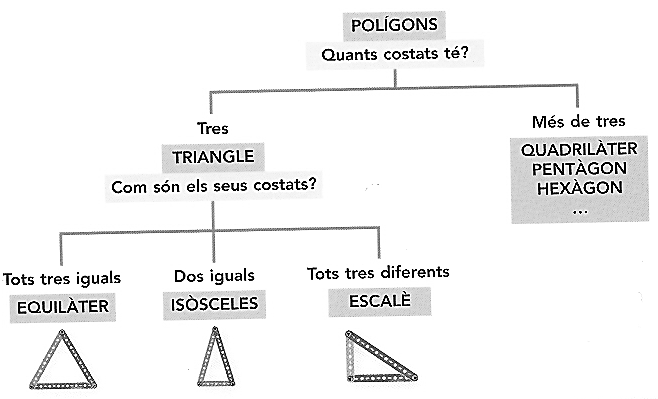 POLÍGONS
Quants costats té?
Tres
TRIANGLE
Com són els seus costats?
Més de tres
QUADRILÀTER
PENTÀGON
HEXÀGON
...
Tots tres iguals
EQUILÀTER
Dos iguals
ISÒSCELES
Tots tres diferents
ESCALÈ